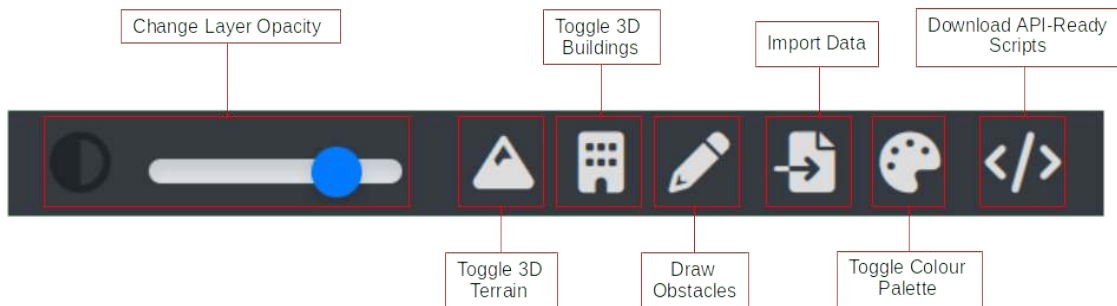 Change Layer Opacity
Toggle 3D
Buildings
Import Data
Download API-Ready
Scripts
Toggle 3D
Terrain
Draw
Obstacles
Toggle Colour
Palette